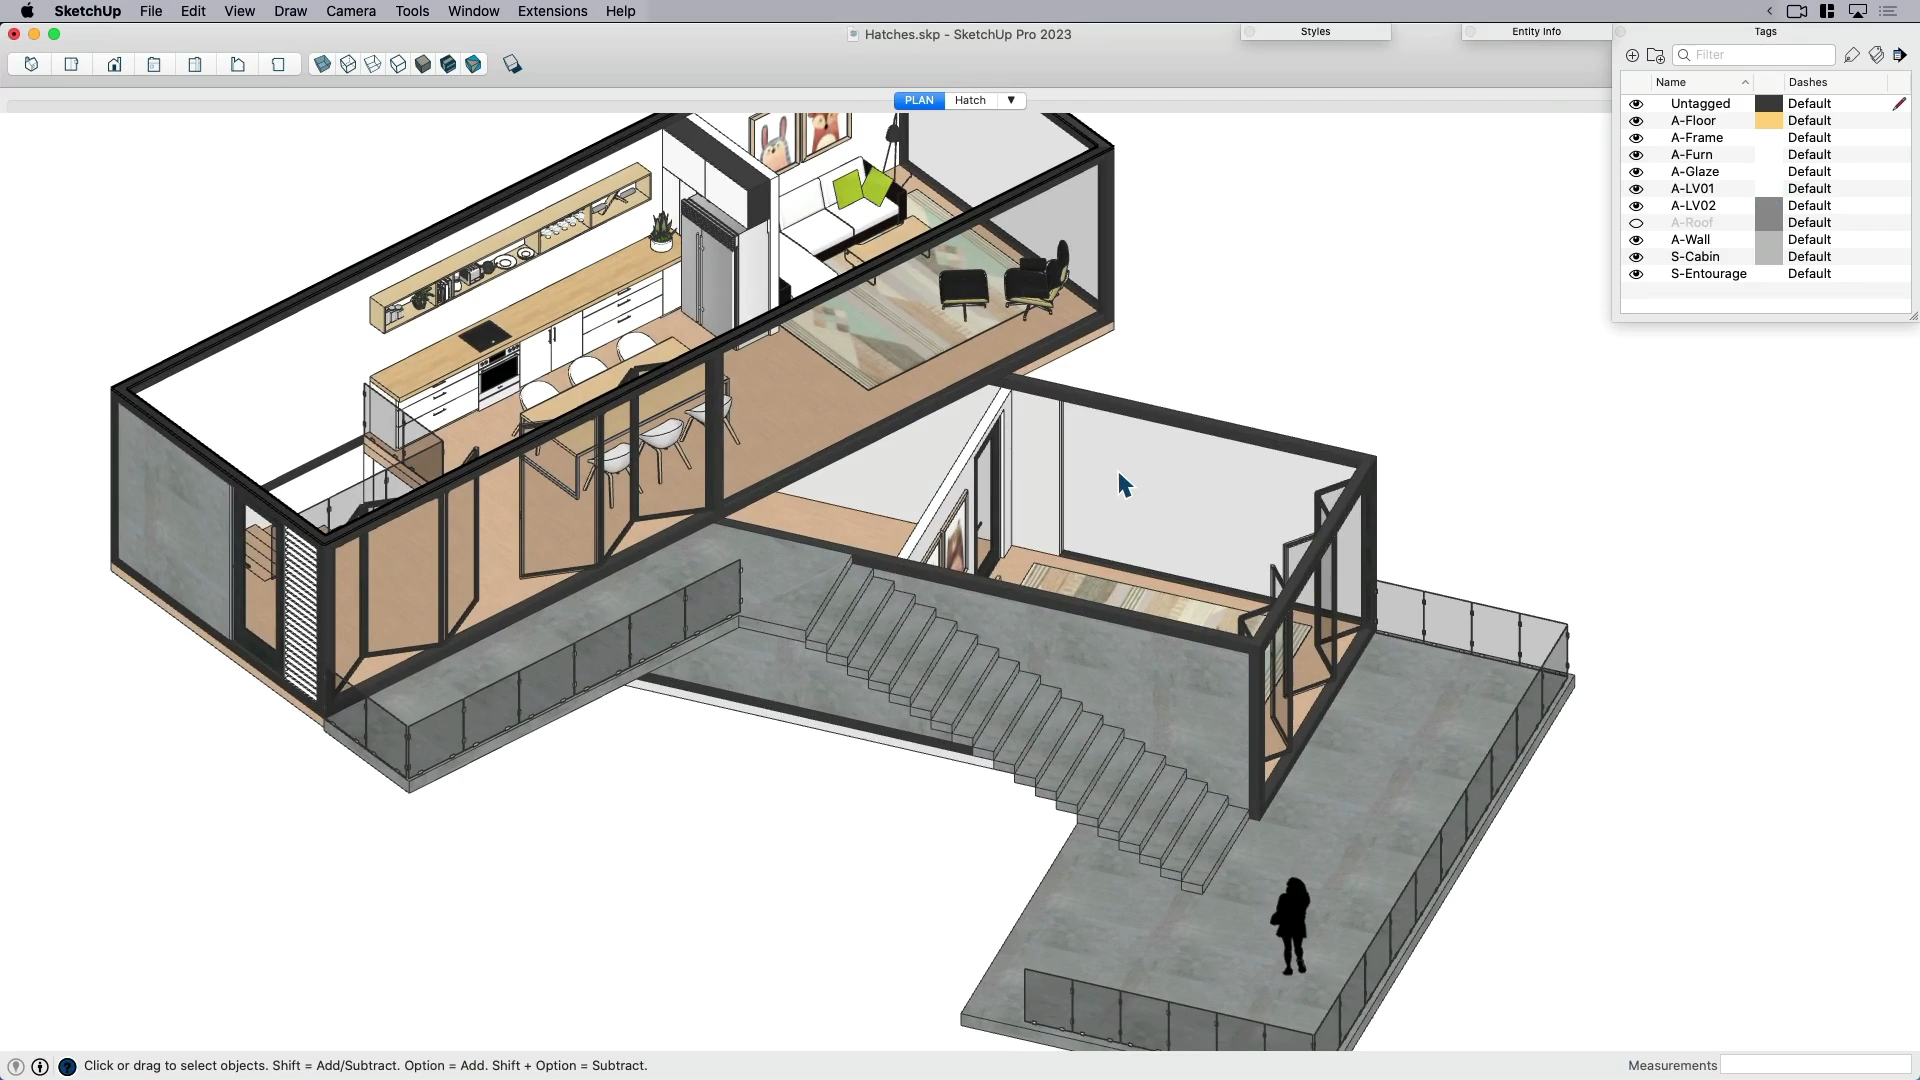 SketchUp File Edit View Draw Camera Tools Window Extensions Help
Hatches.skp - SketchUp Pro 2023
Styles
Entity Info
Tags
Filter
Name Dashes
Untagged Default
A-Floor Default
A-Frame Default
A-Furn Default
A-Glaze Default
A-LV01 Default
A-LV02 Default
A-Roof Default
A-Wall Default
S-Cabin Default
S-Entourage Default
PLAN Hatch
Click or drag to select objects. Shift = Add/Subtract. Option = Add. Shift + Option = Subtract.
Measurements